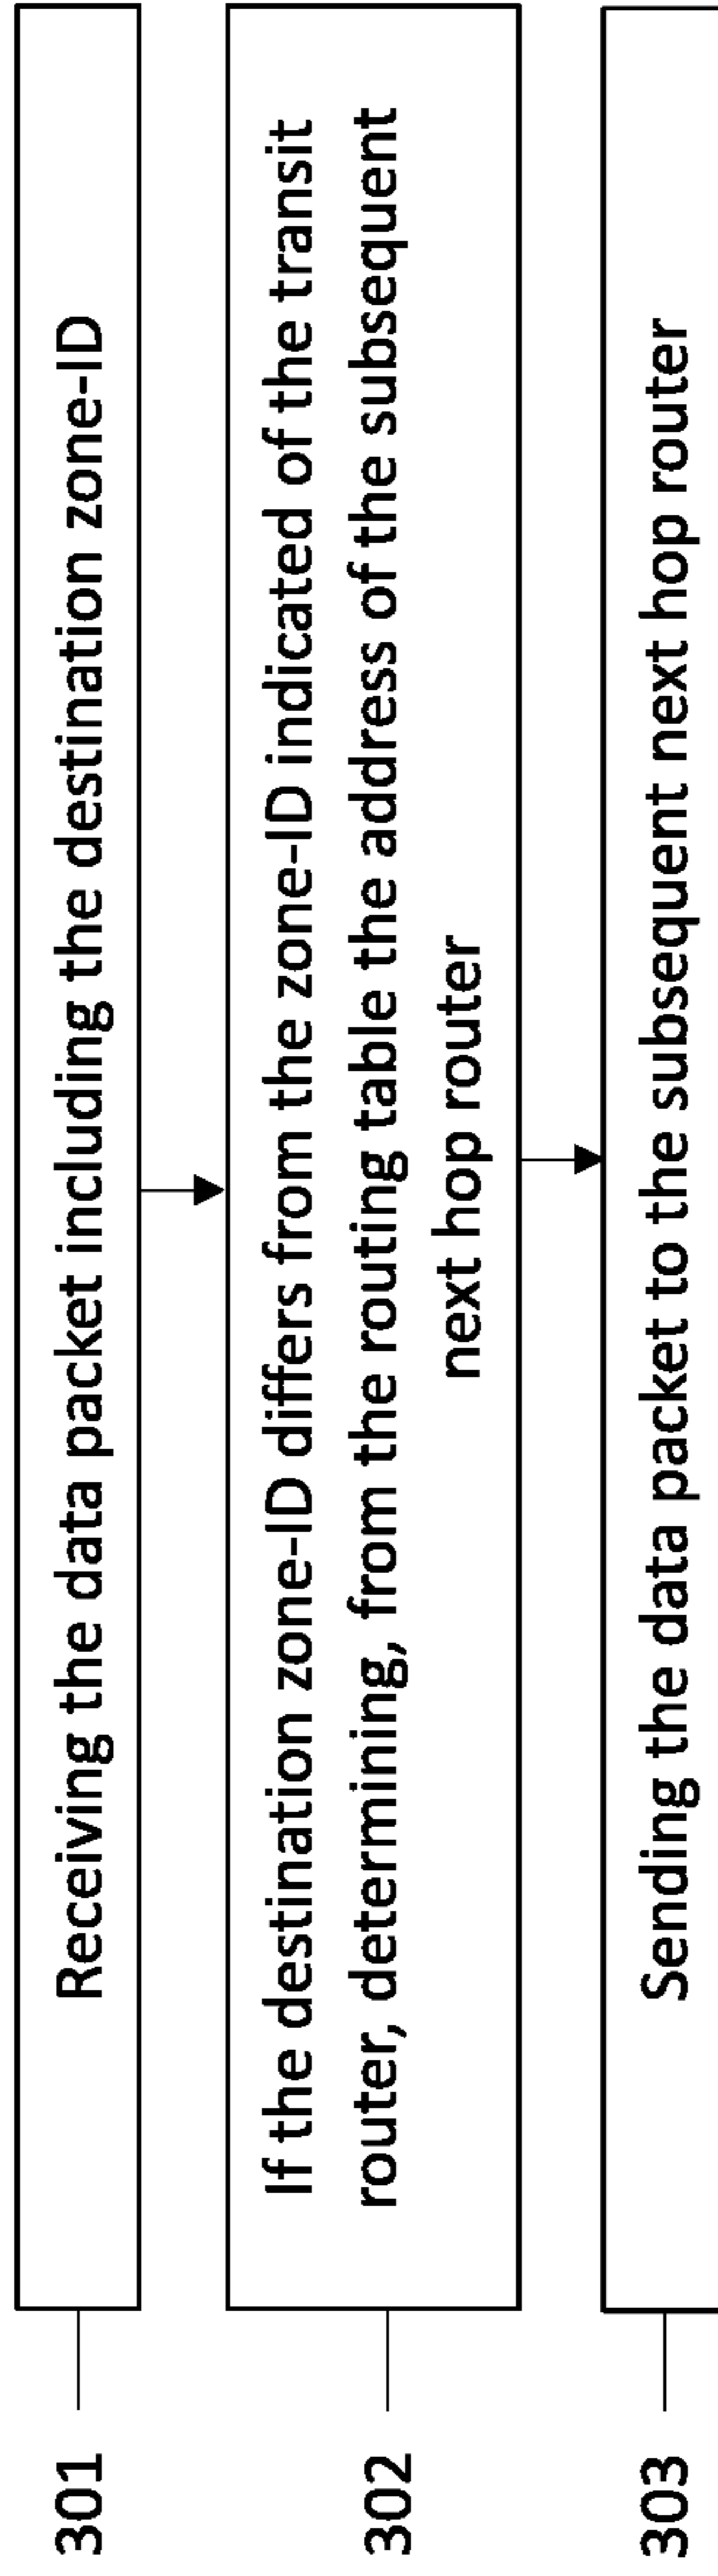 301
Receiving the data packet including the destination zone-ID
302
If the destination zone-ID differs from the zone-ID indicated of the transit
router, determining, from the routing table the address of the subsequent
next hop router
303
Sending the data packet to the subsequent next hop router